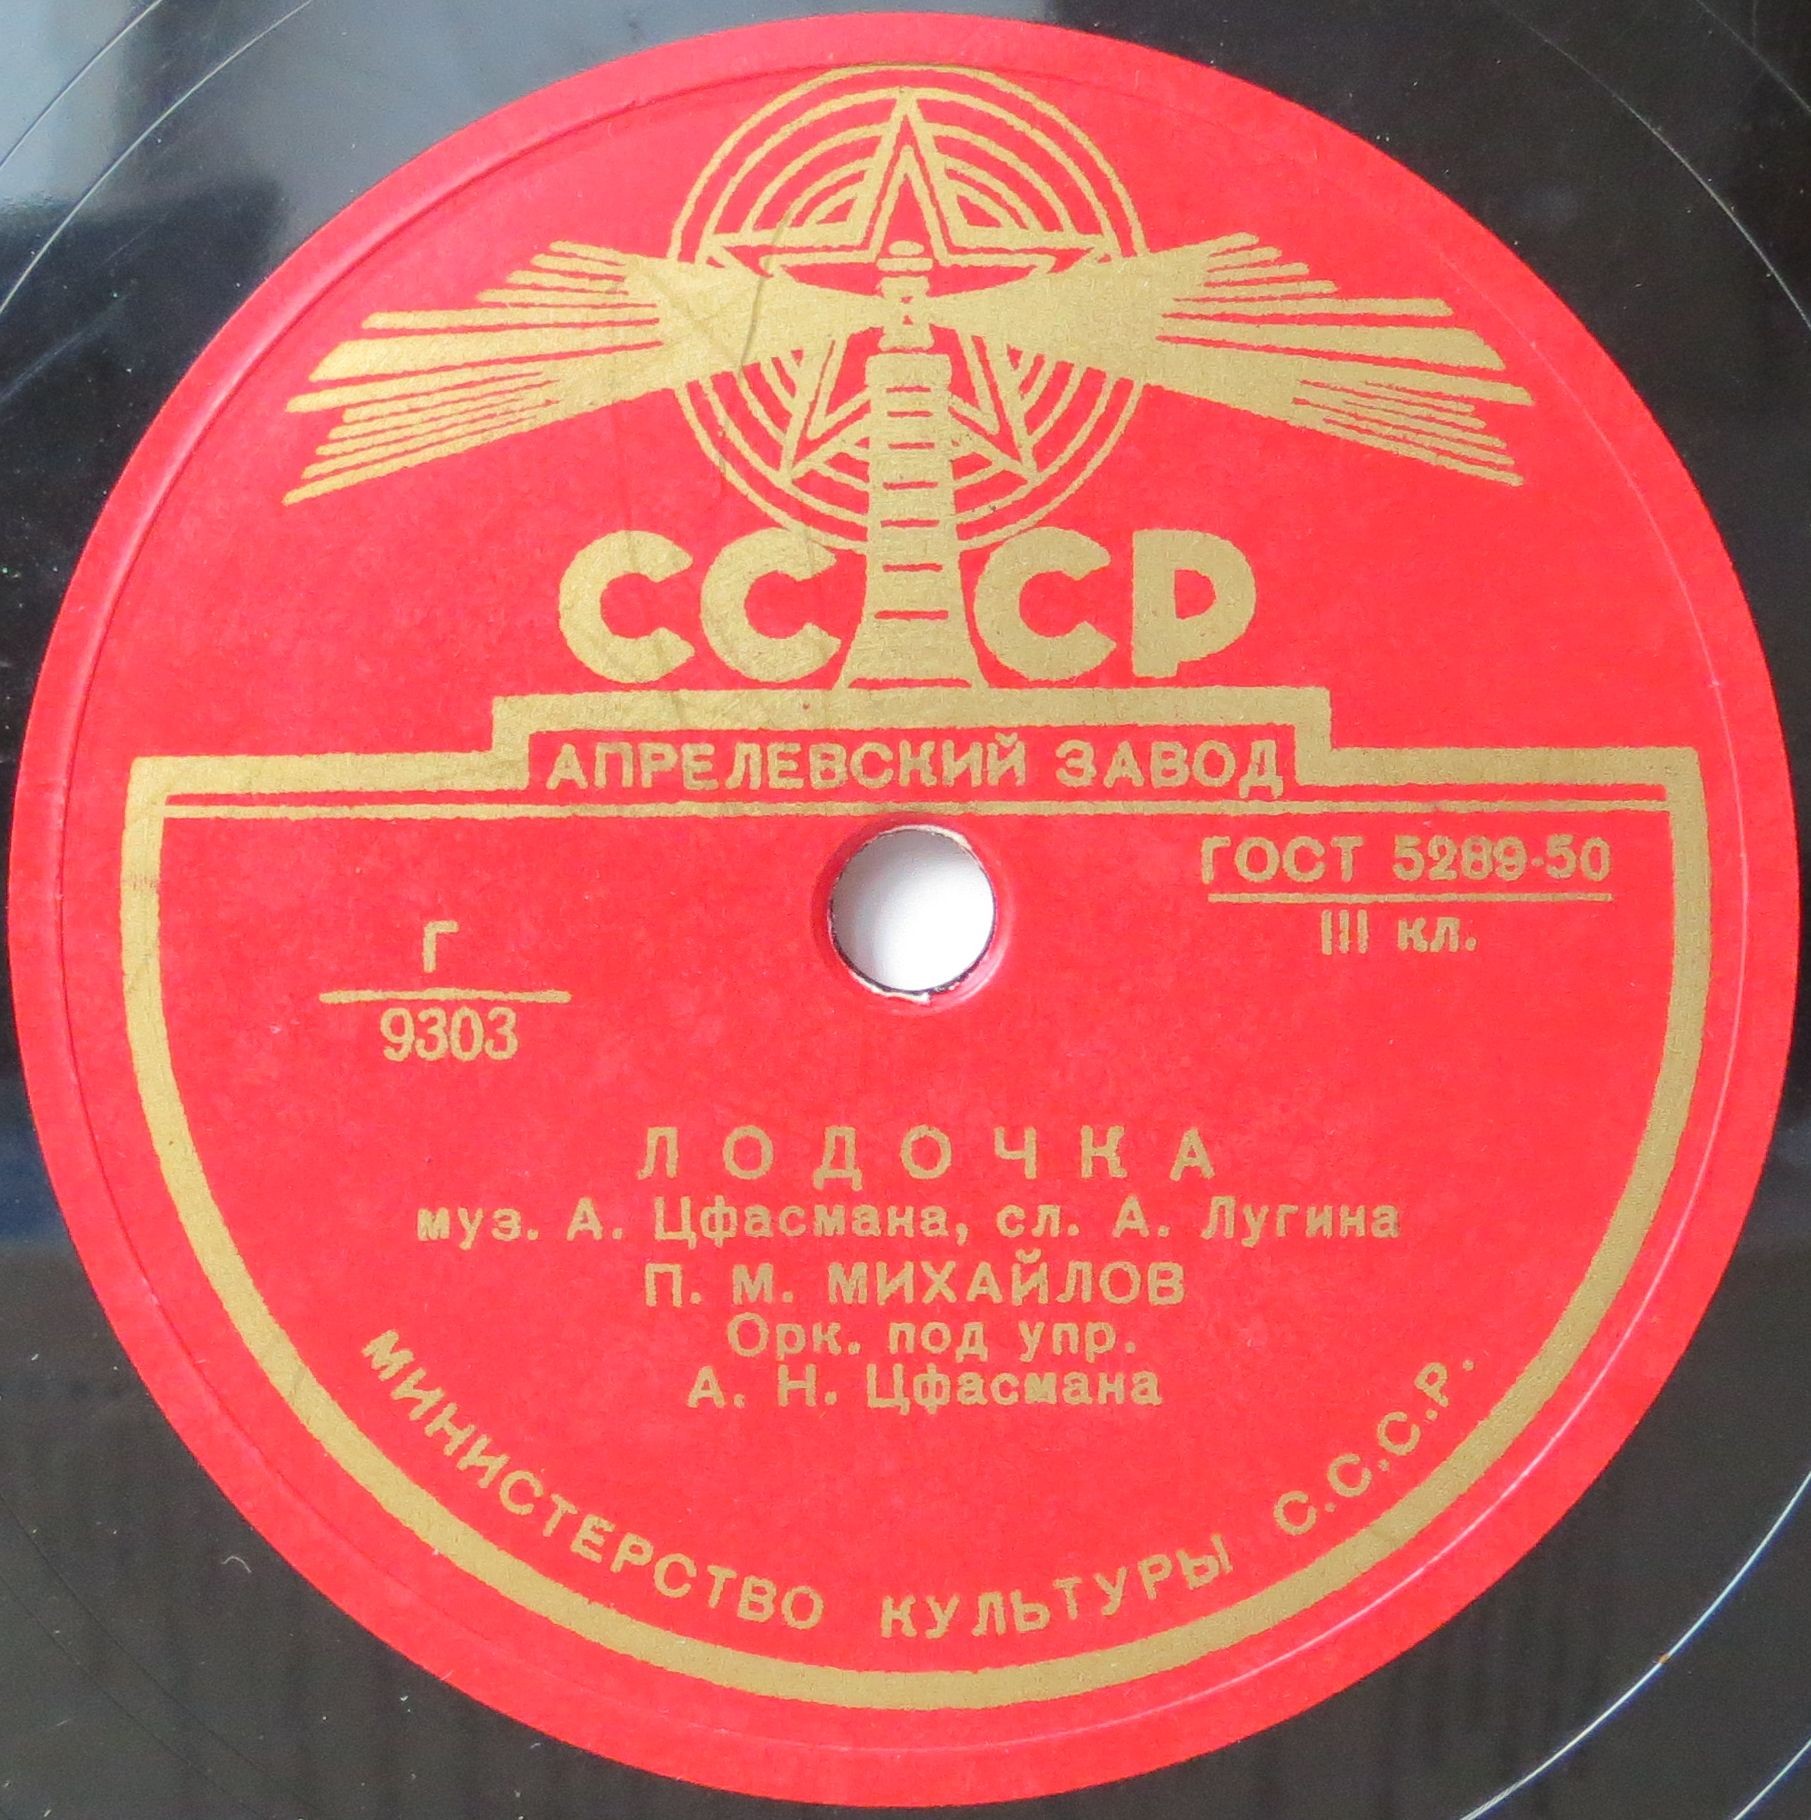 СССР
АПРЕЛЕВСКИЙ ЗАВОД
ГОСТ 5289-50
III кл.
Г
9303
ЛОДОЧКА
муз. А. Цфасмана, сл. А. Лугина
П. М. МИХАЙЛОВ
Орк. под упр.
А. Н. Цфасмана
МИНИСТЕРСТВО КУЛЬТУРЫ С.С.С.Р.